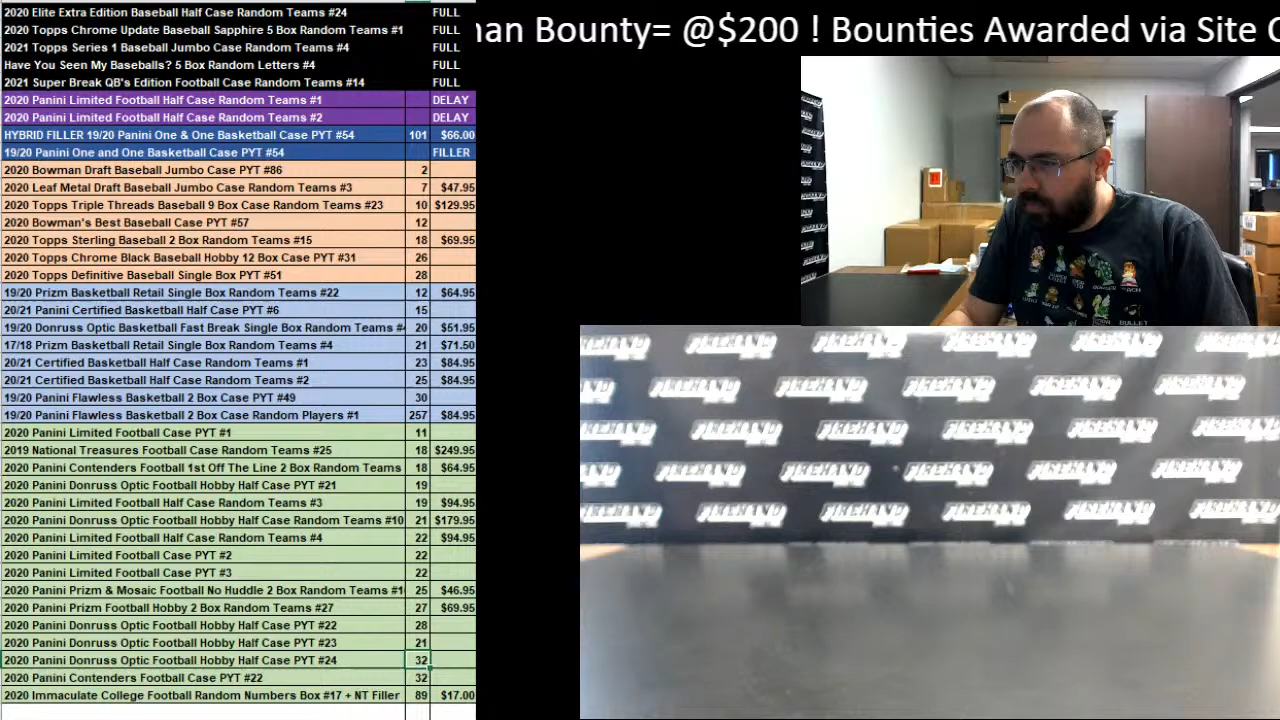 2020 Elite Extra Edition Baseball Half Case Random Teams #24 FULL
2020 Topps Chrome Update Baseball Sapphire 5 Box Random Teams #1 FULL
2021 Topps Series 1 Baseball Jumbo Case Random Teams #4 FULL
Have You Seen My Baseballs? 5 Box Random Letters #4 FULL
2021 Super Break QB's Edition Football Case Random Teams #14 FULL
2020 Panini Limited Football Half Case Random Teams #1 DELAY
2020 Panini Limited Football Half Case Random Teams #2 DELAY
HYBRID FILLER 19/20 Panini One & One Basketball Case PYT #54 101 $66.00
19/20 Panini One and One Basketball Case PYT #54 FILLER
2020 Bowman Draft Baseball Jumbo Case PYT #86 2
2020 Leaf Metal Draft Baseball Jumbo Case Random Teams #3 7 $47.95
2020 Topps Triple Threads Baseball 9 Box Case Random Teams #23 10 $129.95
2020 Bowman's Best Baseball Case PYT #57 12
2020 Topps Sterling Baseball 2 Box Random Teams #15 18 $69.95
2020 Topps Chrome Black Baseball Hobby 12 Box Random Teams #31 26
2020 Topps Definitive Baseball Single Box PYT #51 28
19/20 Prizm Basketball Retail Single Box Random Teams #22 12 $64.95
20/21 Panini Certified Basketball Half Case PYT #6 15
19/20 Donruss Optic Basketball Fast Break Single Box Random Teams # 20 $51.95
17/18 Prizm Basketball Retail Single Box Random Teams #4 21 $71.50
20/21 Certified Basketball Half Case Random Teams #1 23 $84.95
20/21 Certified Basketball Half Case Random Teams #2 25 $84.95
19/20 Panini Flawless Basketball 2 Box Case PYT #49 30
19/20 Panini Flawless Basketball 2 Box Case Random Players #1 257 $84.95
2020 Panini Limited Football Case PYT #1 11
2019 National Treasures Football Case Random Teams #25 18 $249.95
2020 Panini Contenders Football 1st Off The Line 2 Box Random Teams 18 $64.95
2020 Panini Donruss Optic Football Half Case PYT #21 19
2020 Panini Limited Football Half Case Random Teams #3 19 $94.95
2020 Panini Donruss Optic Football Hobby Half Case Random Teams #10 21 $179.95
2020 Panini Limited Football Half Case Random Teams #4 22 $94.95
2020 Panini Limited Football Case PYT #2 22
2020 Panini Limited Football Case PYT #3 22
2020 Panini Prizm & Mosaic Football No Huddle 2 Box Random Teams #1 25 $46.95
2020 Panini Prizm Football Hobby 2 Box Random Teams #27 27 $69.95
2020 Panini Donruss Optic Football Hobby Half Case PYT #22 28
2020 Panini Donruss Optic Football Hobby Half Case PYT #23 21
2020 Panini Donruss Optic Football Hobby Half Case PYT #24 32
2020 Panini Contenders Football Case PYT #22 32
2020 Immaculate College Football Random Numbers Box #17 + NT Filler 89 $17.00
nan Bounty= @$200 ! Bounties Awarded via Site